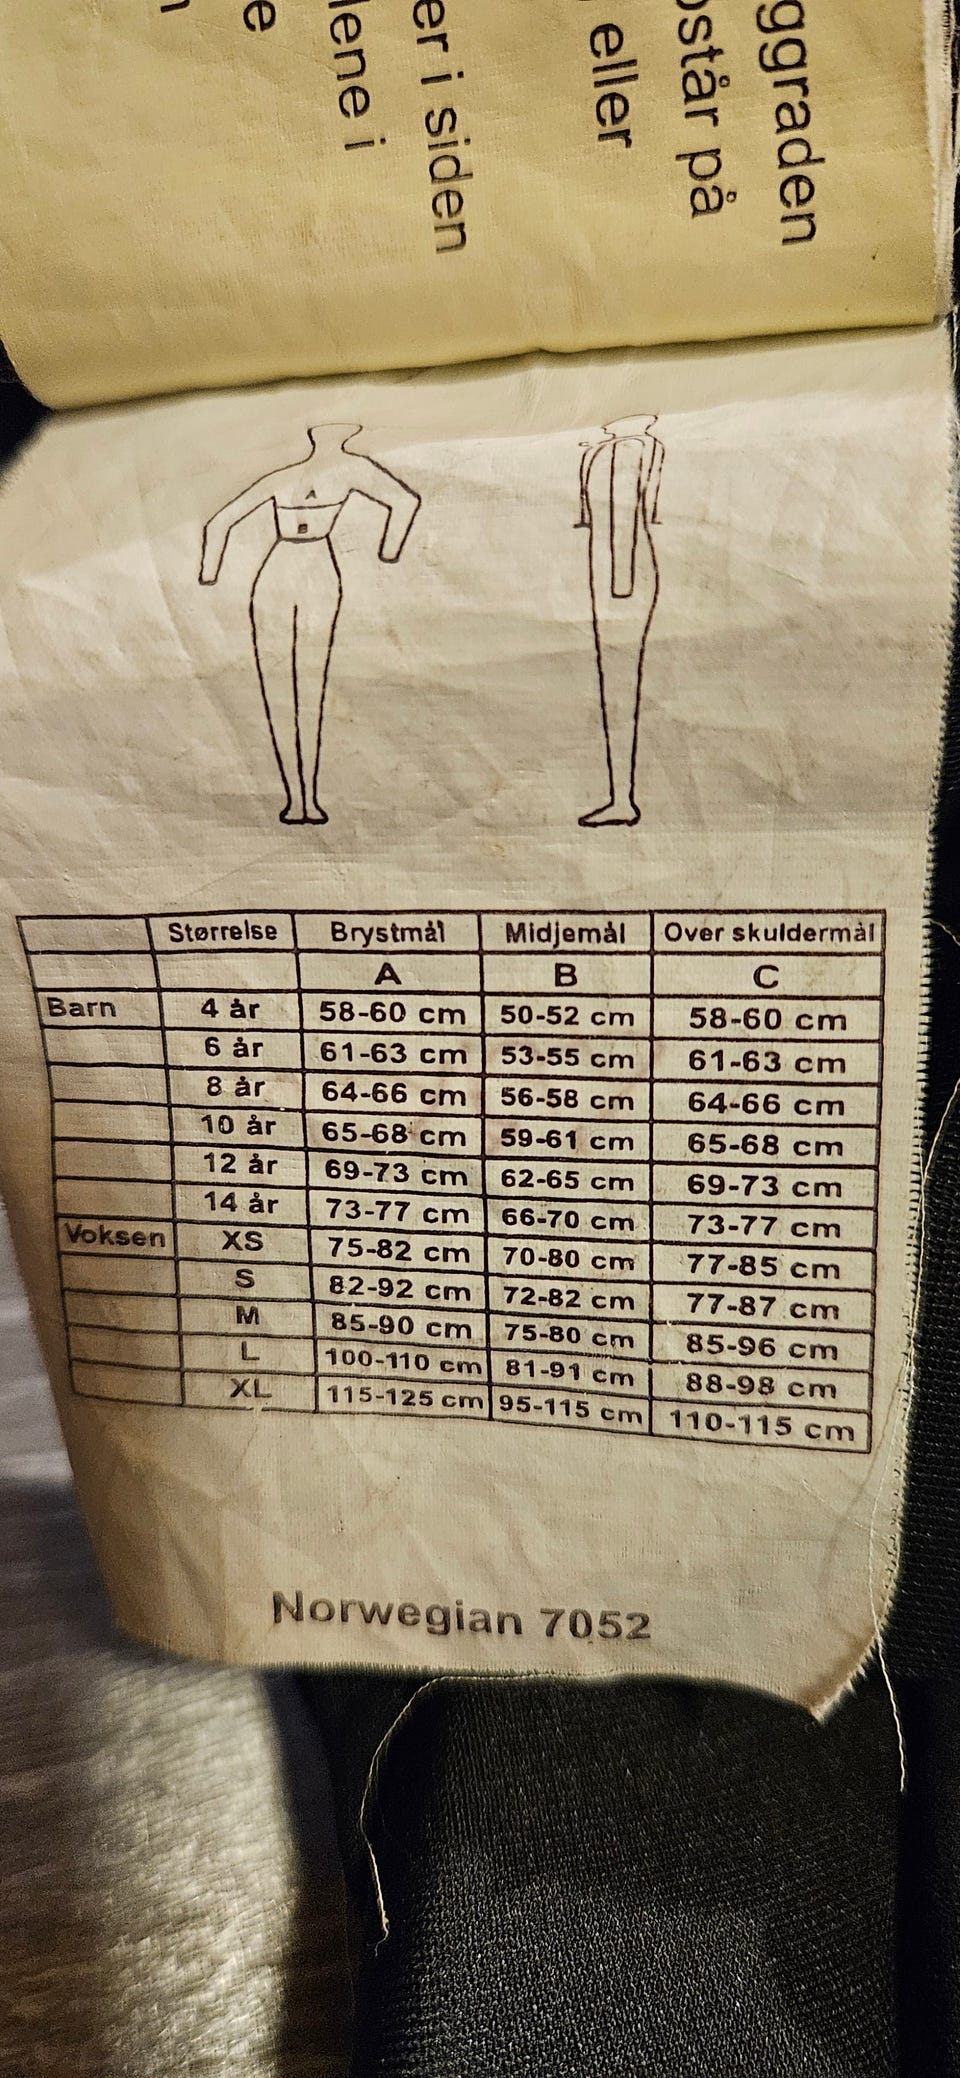 ggraden
står på
eller
er i siden
lene i
e
A
B
Størrelse Brystmål Midjemål Over skuldermål
A B C
Barn 4 år 58-60 cm 50-52 cm 58-60 cm
6 år 61-63 cm 53-55 cm 61-63 cm
8 år 64-66 cm 56-58 cm 64-66 cm
10 år 65-68 cm 59-61 cm 65-68 cm
12 år 69-73 cm 62-65 cm 69-73 cm
14 år 73-77 cm 66-70 cm 73-77 cm
Voksen XS 75-82 cm 70-80 cm 77-85 cm
S 82-92 cm 72-82 cm 77-87 cm
M 85-90 cm 75-80 cm 85-96 cm
L 100-110 cm 81-91 cm 88-98 cm
XL 115-125 cm 95-115 cm 110-115 cm
Norwegian 7052